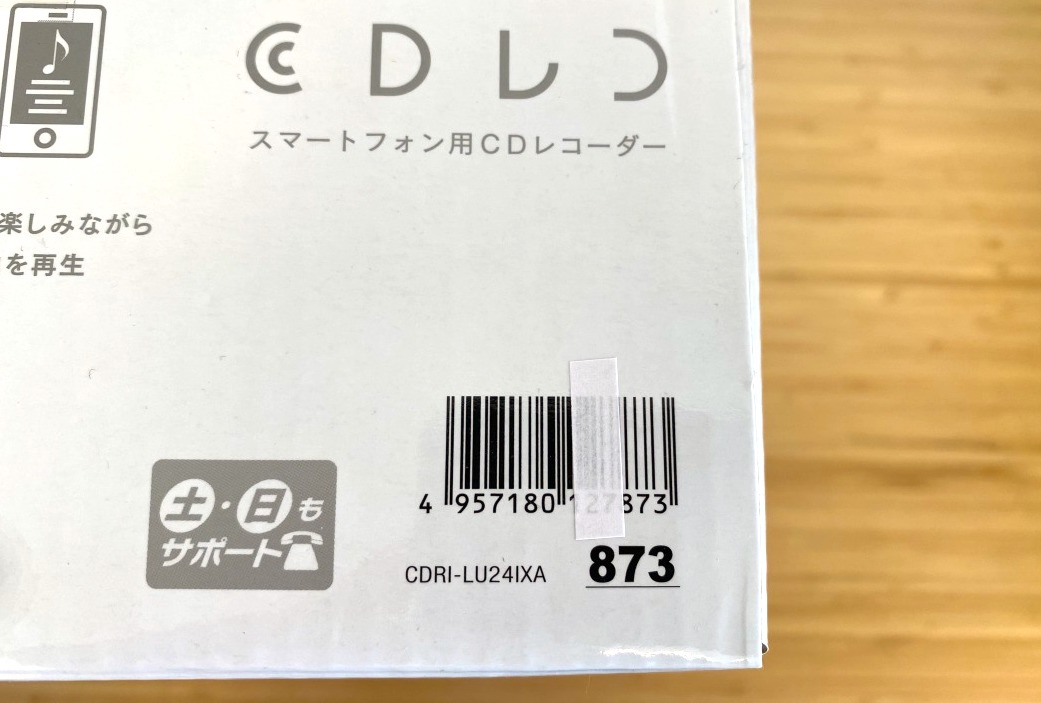 CDレコ
スマートフォン用CDレコーダー
楽しみながら
を再生
土・日も
サポート
4 957180 127873
CDRI-LU24IXA 873